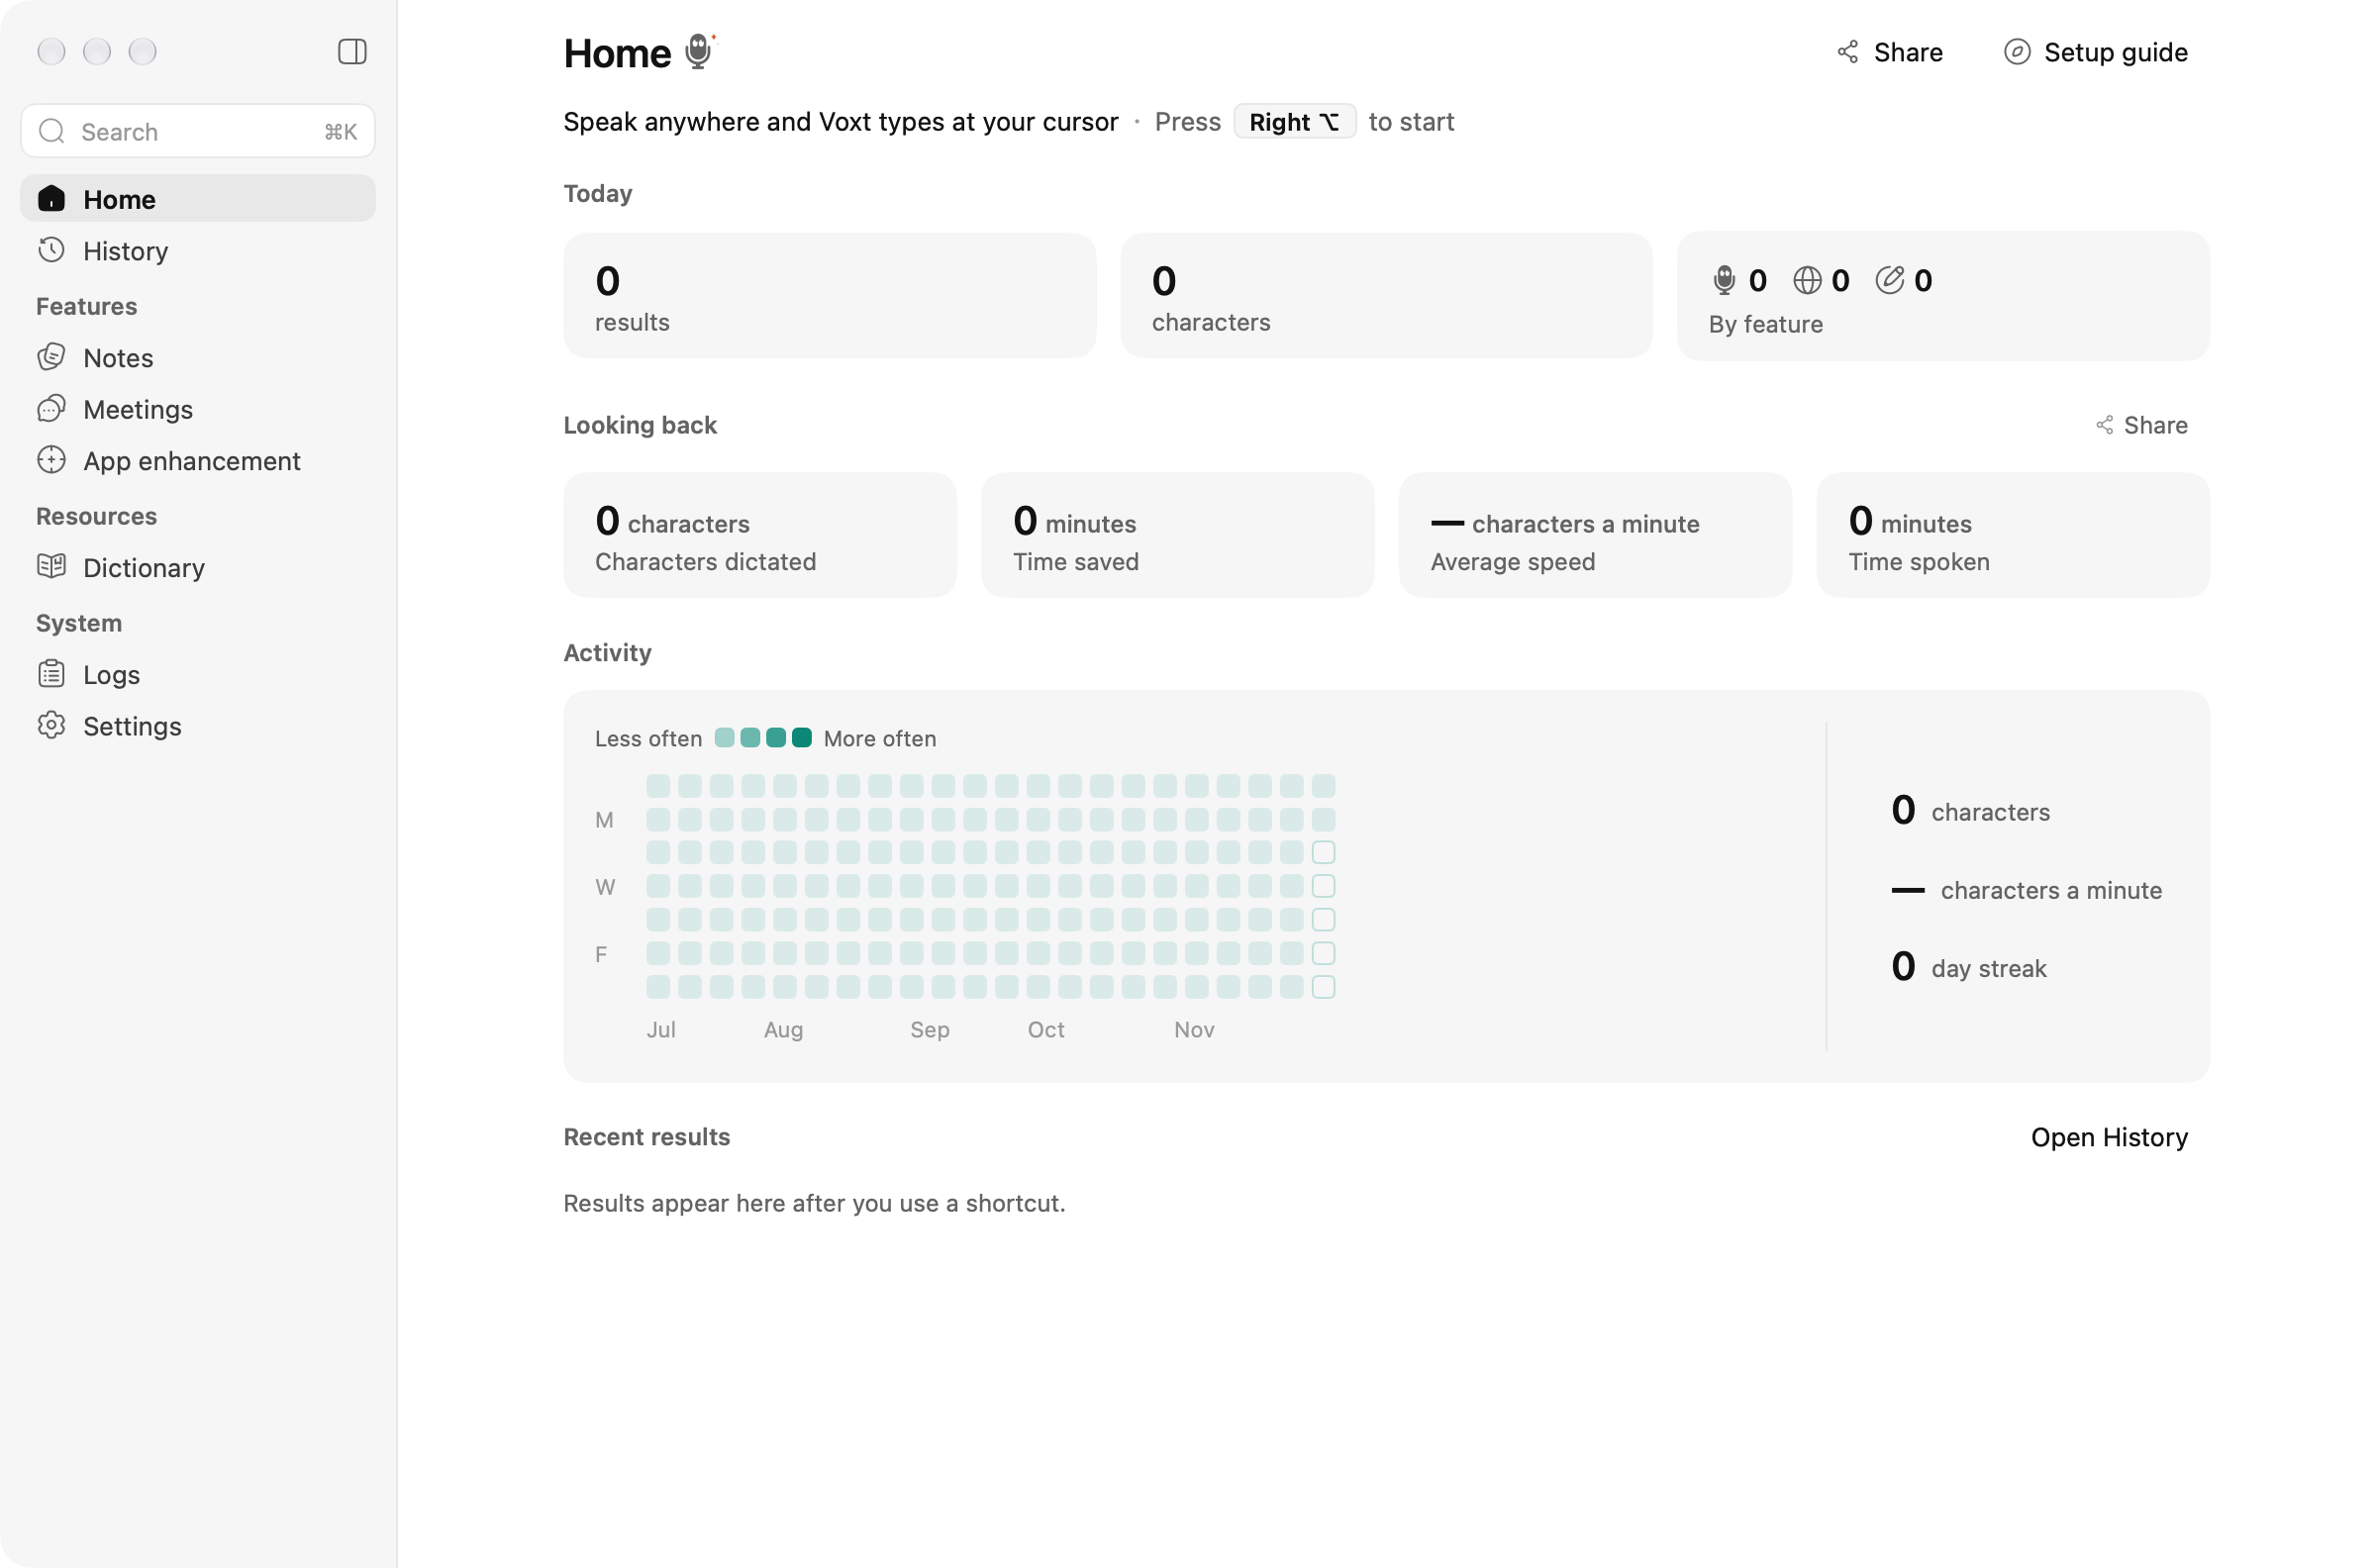 Search ⌘K
Home
History
Features
Notes
Meetings
App enhancement
Resources
Dictionary
System
Logs
Settings
Home
Share
Setup guide
Speak anywhere and Voxt types at your cursor · Press Right ⌥ to start
Today
0
results
0
characters
0 0 0
By feature
Looking back
Share
0 characters
Characters dictated
0 minutes
Time saved
— characters a minute
Average speed
0 minutes
Time spoken
Activity
Less often More often
M
W
F
Jul Aug Sep Oct Nov
0 characters
— characters a minute
0 day streak
Recent results
Open History
Results appear here after you use a shortcut.